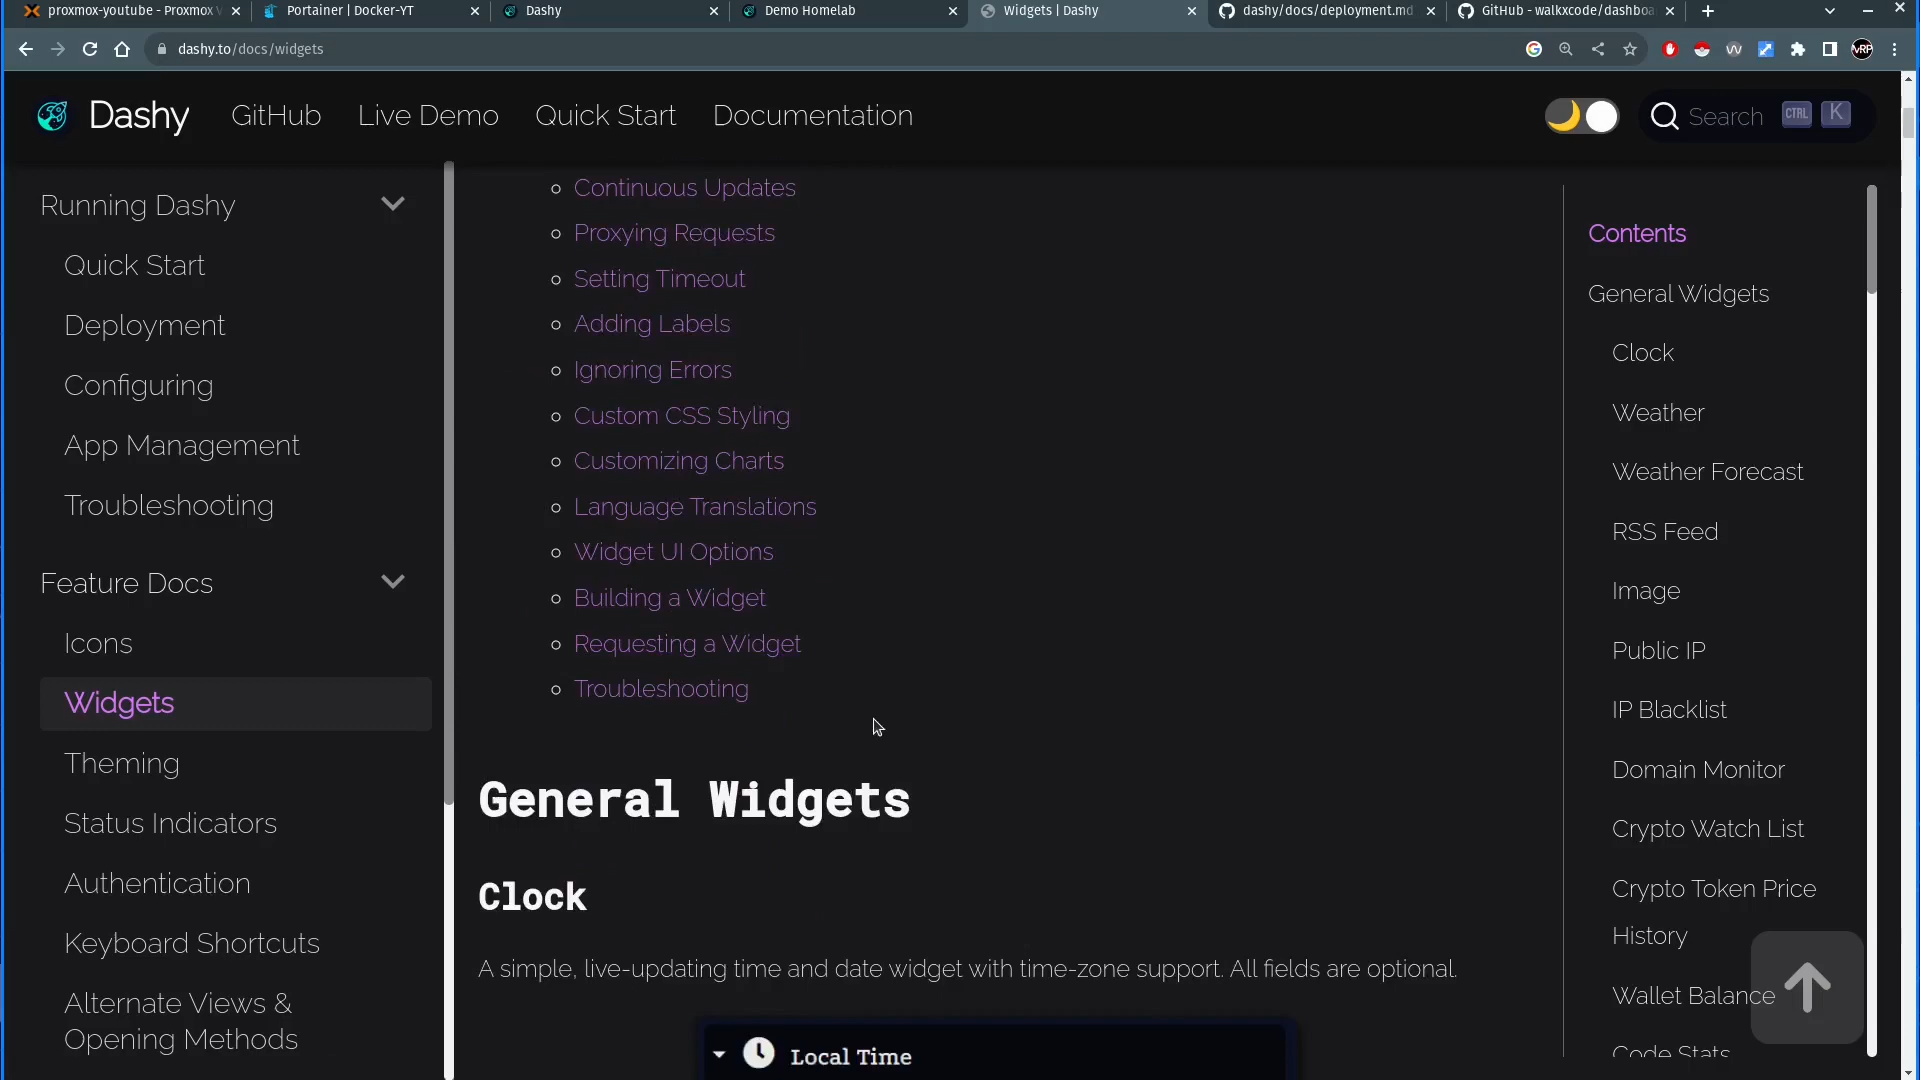 proxmox-youtube - Proxmox V
Portainer | Docker-YT
Dashy
Demo Homelab
Widgets | Dashy
dashy/docs/deployment.md
GitHub - walkxcode/dashboa
dashy.to/docs/widgets
VRP
Dashy
GitHub
Live Demo
Quick Start
Documentation
Search
CTRL
K
Running Dashy
Quick Start
Deployment
Configuring
App Management
Troubleshooting
Feature Docs
Icons
Widgets
Theming
Status Indicators
Authentication
Keyboard Shortcuts
Alternate Views &
Opening Methods
Continuous Updates
Proxying Requests
Setting Timeout
Adding Labels
Ignoring Errors
Custom CSS Styling
Customizing Charts
Language Translations
Widget UI Options
Building a Widget
Requesting a Widget
Troubleshooting
General Widgets
Clock
A simple, live-updating time and date widget with time-zone support. All fields are optional.
Local Time
Contents
General Widgets
Clock
Weather
Weather Forecast
RSS Feed
Image
Public IP
IP Blacklist
Domain Monitor
Crypto Watch List
Crypto Token Price
History
Wallet Balance
Code Stats